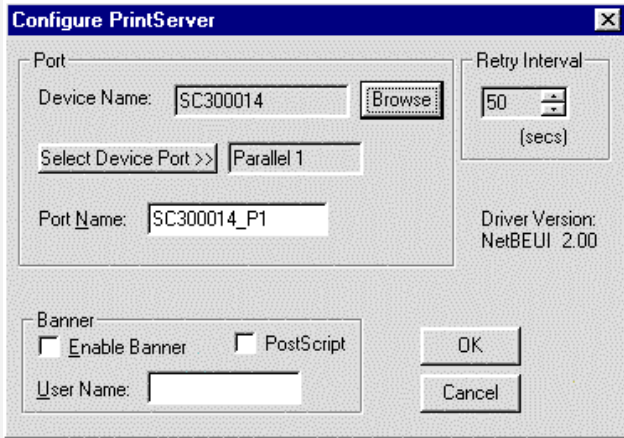 Configure PrintServer
Port
Device Name: SC300014 Browse
Select Device Port >> Parallel 1
Port Name: SC300014_P1
Retry Interval
50
(secs)
Driver Version:
NetBEUI 2.00
Banner
Enable Banner PostScript
User Name:
OK
Cancel